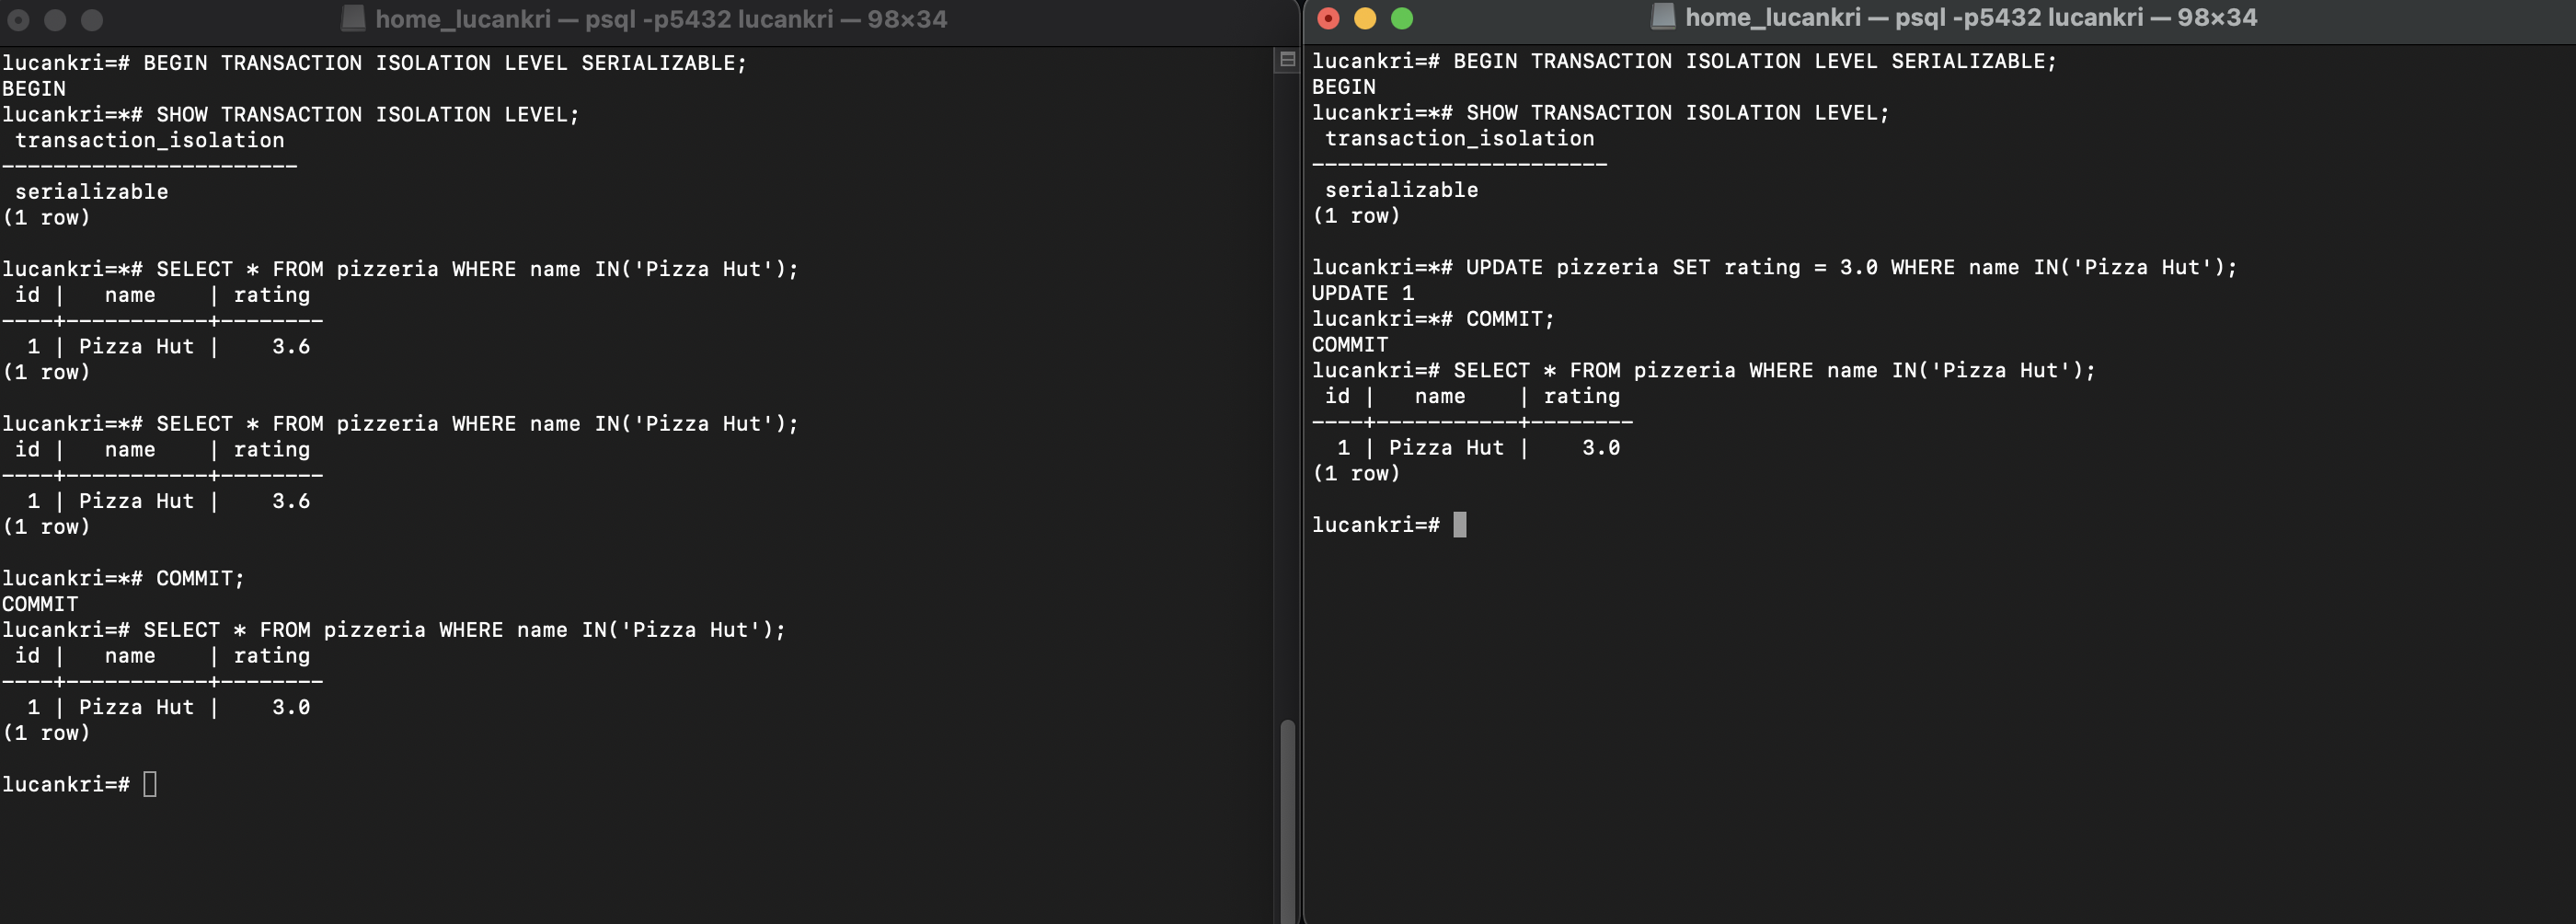 home_lucankri — psql -p5432 lucankri — 98×34
lucankri=# BEGIN TRANSACTION ISOLATION LEVEL SERIALIZABLE;
BEGIN
lucankri=*# SHOW TRANSACTION ISOLATION LEVEL;
 transaction_isolation
-----------------------
 serializable
(1 row)

lucankri=*# SELECT * FROM pizzeria WHERE name IN('Pizza Hut');
 id |   name    | rating
----+-----------+--------
  1 | Pizza Hut |    3.6
(1 row)

lucankri=*# SELECT * FROM pizzeria WHERE name IN('Pizza Hut');
 id |   name    | rating
----+-----------+--------
  1 | Pizza Hut |    3.6
(1 row)

lucankri=*# COMMIT;
COMMIT
lucankri=# SELECT * FROM pizzeria WHERE name IN('Pizza Hut');
 id |   name    | rating
----+-----------+--------
  1 | Pizza Hut |    3.0
(1 row)

lucankri=#
home_lucankri — psql -p5432 lucankri — 98×34
lucankri=# BEGIN TRANSACTION ISOLATION LEVEL SERIALIZABLE;
BEGIN
lucankri=*# SHOW TRANSACTION ISOLATION LEVEL;
 transaction_isolation
-----------------------
 serializable
(1 row)

lucankri=*# UPDATE pizzeria SET rating = 3.0 WHERE name IN('Pizza Hut');
UPDATE 1
lucankri=*# COMMIT;
COMMIT
lucankri=# SELECT * FROM pizzeria WHERE name IN('Pizza Hut');
 id |   name    | rating
----+-----------+--------
  1 | Pizza Hut |    3.0
(1 row)

lucankri=#